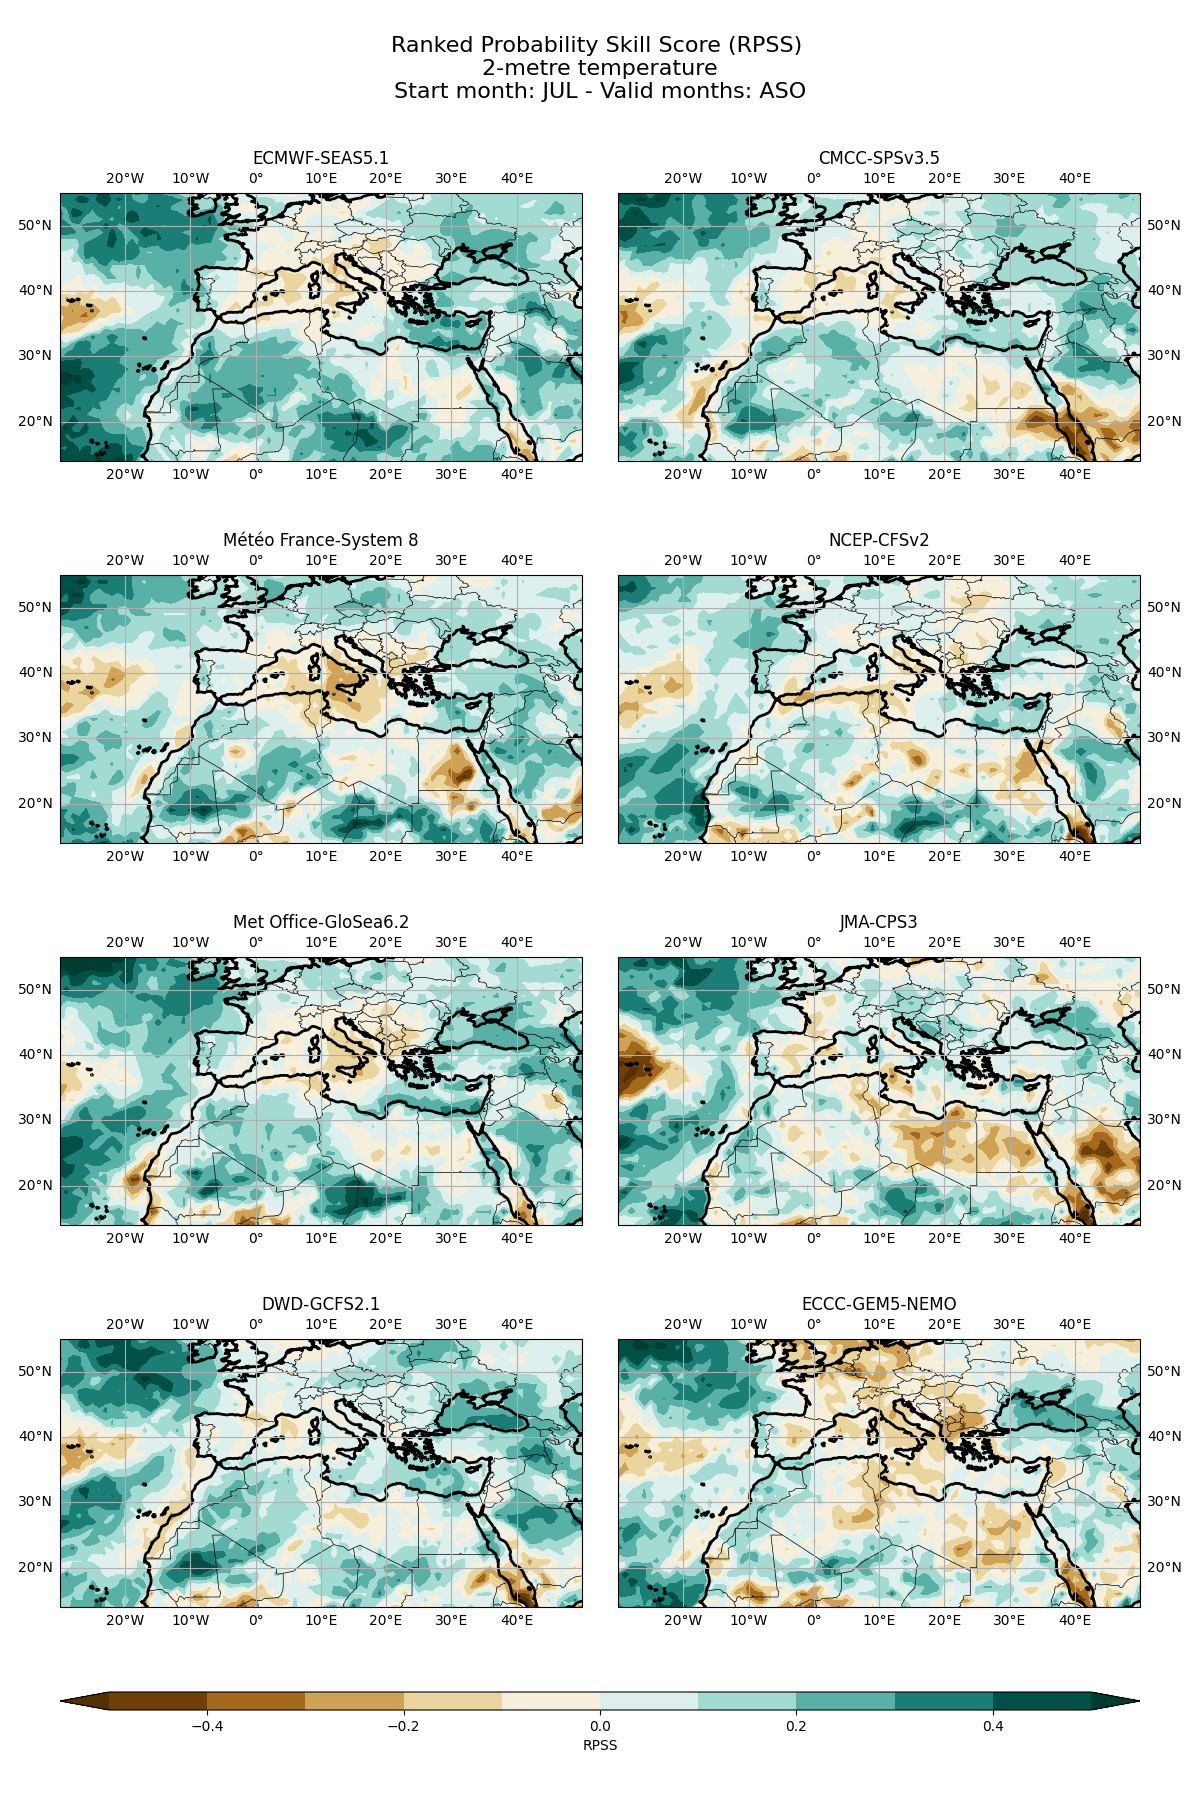 Ranked Probability Skill Score (RPSS)
2-metre temperature
Start month: JUL - Valid months: ASO
ECMWF-SEAS5.1
CMCC-SPSv3.5
20°W 10°W 0° 10°E 20°E 30°E 40°E
20°W 10°W 0° 10°E 20°E 30°E 40°E
50°N
50°N
40°N
40°N
30°N
30°N
20°N
20°N
20°W 10°W 0° 10°E 20°E 30°E 40°E
20°W 10°W 0° 10°E 20°E 30°E 40°E
Météo France-System 8
NCEP-CFSv2
20°W 10°W 0° 10°E 20°E 30°E 40°E
20°W 10°W 0° 10°E 20°E 30°E 40°E
50°N
50°N
40°N
40°N
30°N
30°N
20°N
20°N
20°W 10°W 0° 10°E 20°E 30°E 40°E
20°W 10°W 0° 10°E 20°E 30°E 40°E
Met Office-GloSea6.2
JMA-CPS3
20°W 10°W 0° 10°E 20°E 30°E 40°E
20°W 10°W 0° 10°E 20°E 30°E 40°E
50°N
50°N
40°N
40°N
30°N
30°N
20°N
20°N
20°W 10°W 0° 10°E 20°E 30°E 40°E
20°W 10°W 0° 10°E 20°E 30°E 40°E
DWD-GCFS2.1
ECCC-GEM5-NEMO
20°W 10°W 0° 10°E 20°E 30°E 40°E
20°W 10°W 0° 10°E 20°E 30°E 40°E
50°N
50°N
40°N
40°N
30°N
30°N
20°N
20°N
20°W 10°W 0° 10°E 20°E 30°E 40°E
20°W 10°W 0° 10°E 20°E 30°E 40°E
−0.4 −0.2 0.0 0.2 0.4
RPSS